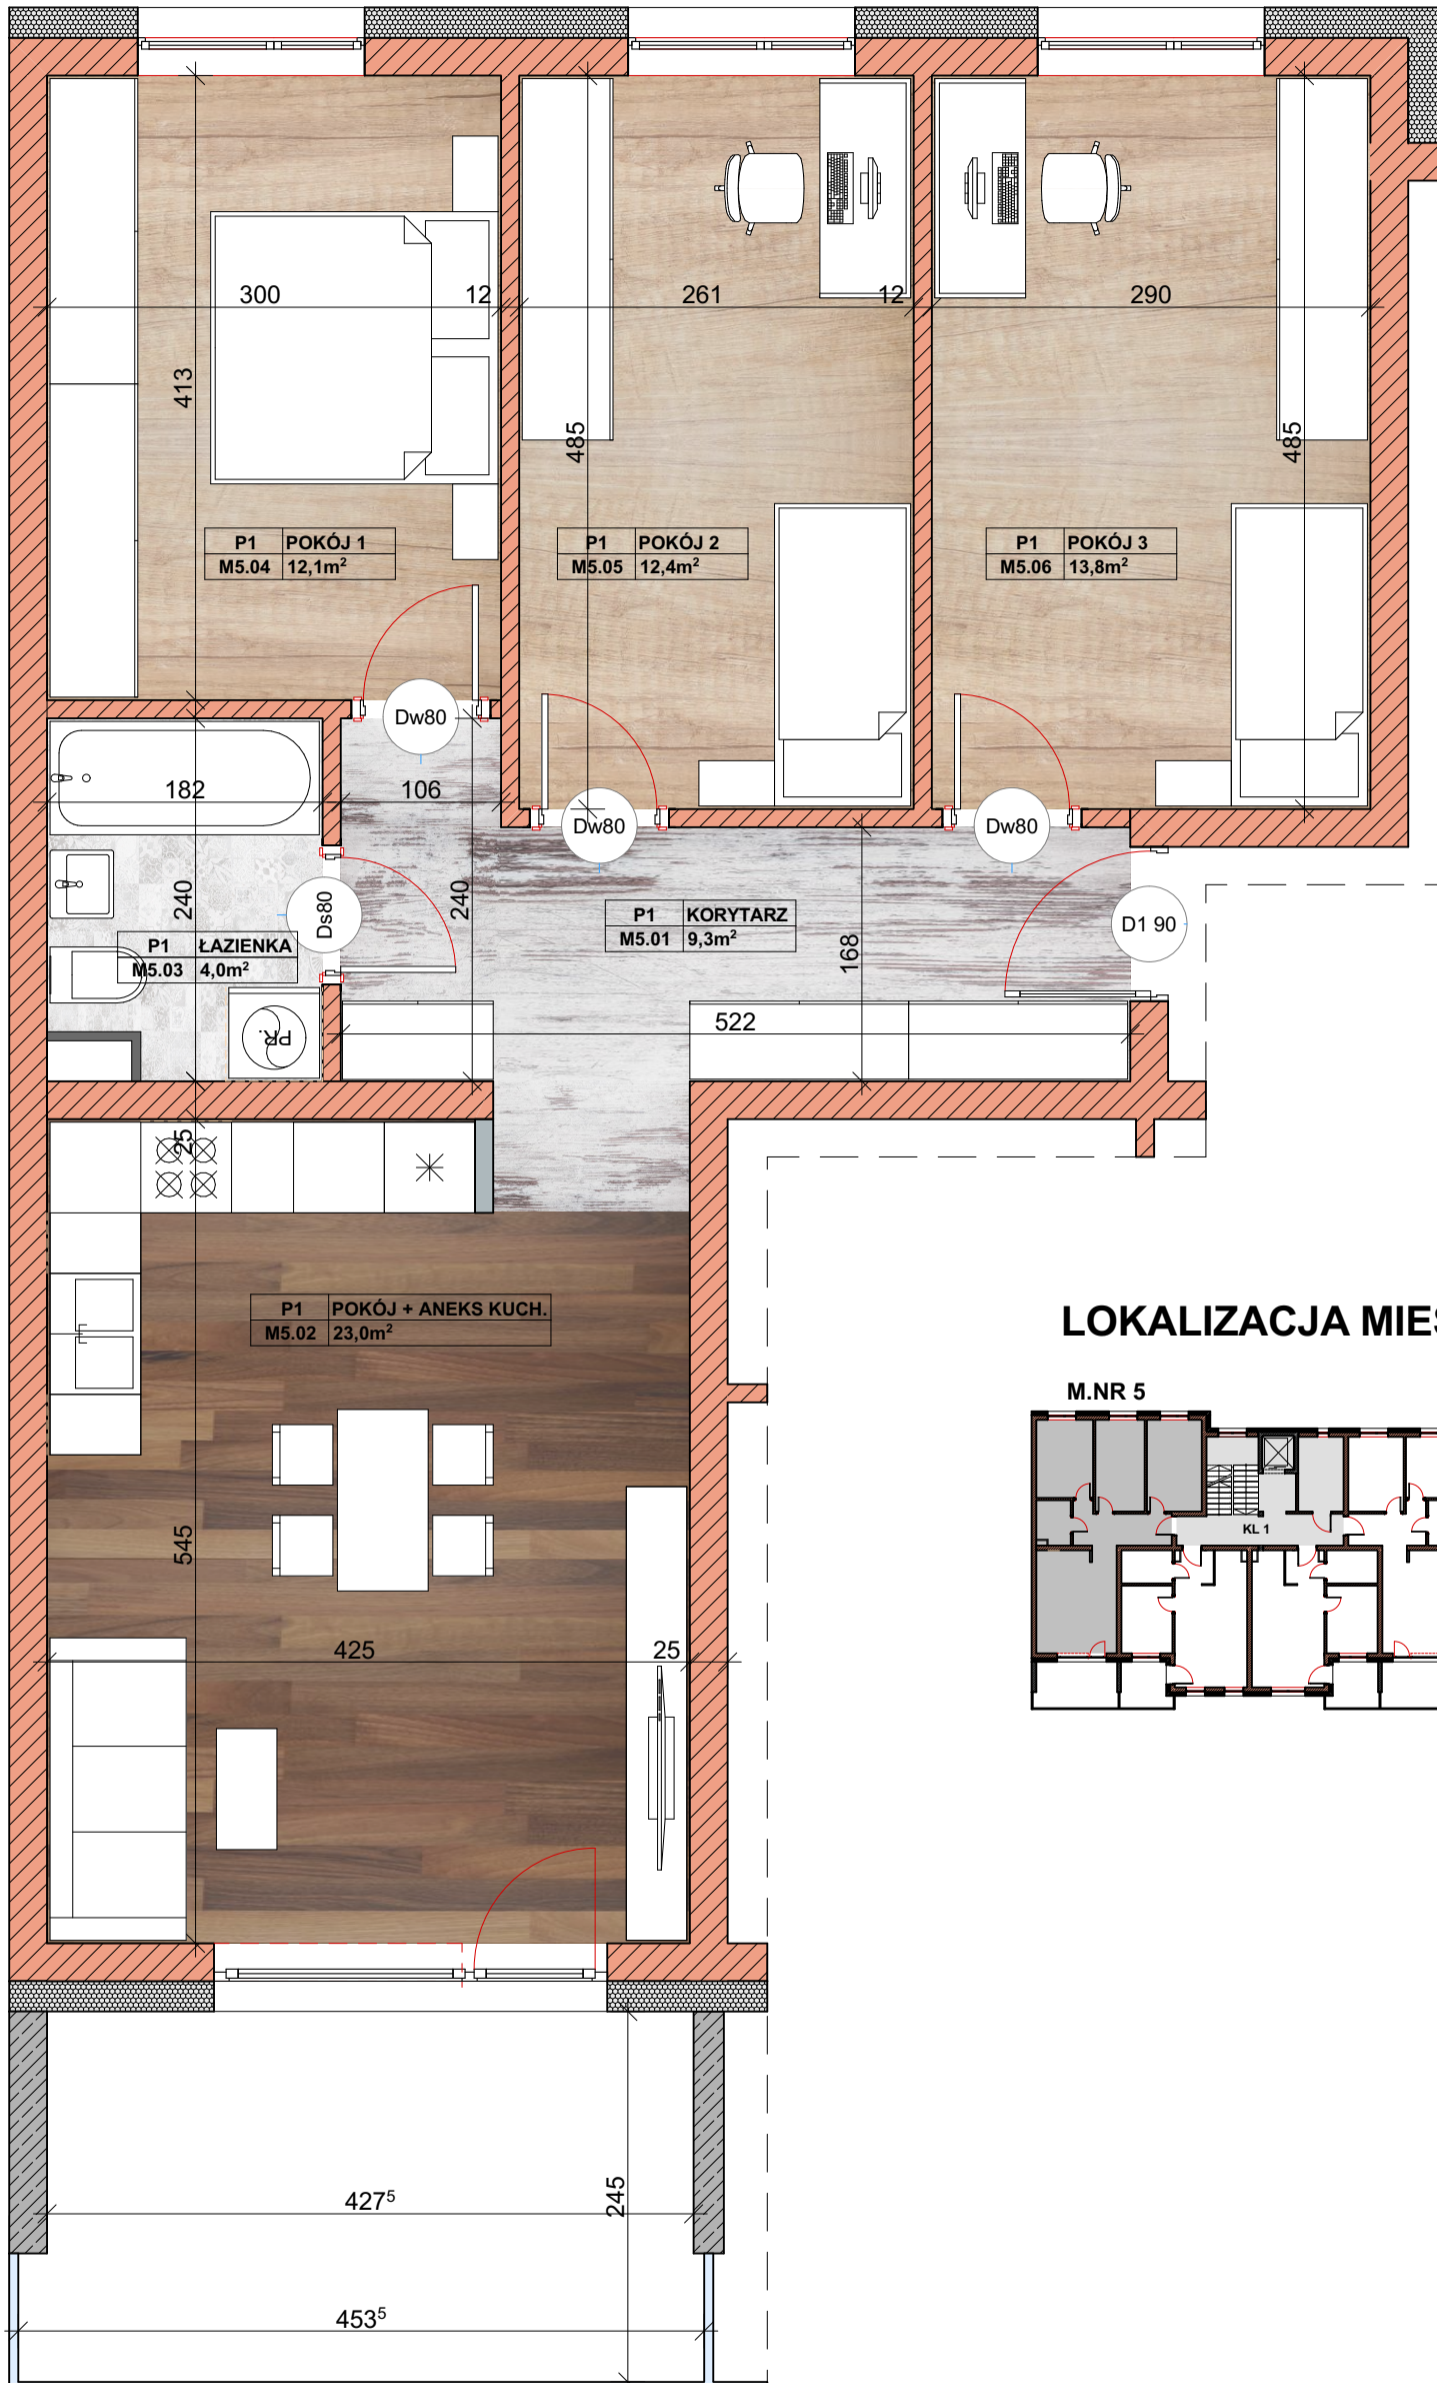 300
12
261
12
290
413
485
485
P1 POKÓJ 1
M5.04 12,1m²
P1 POKÓJ 2
M5.05 12,4m²
P1 POKÓJ 3
M5.06 13,8m²
Dw80
Dw80
Dw80
182
106
240
Ds80
240
P1 KORYTARZ
M5.01 9,3m²
168
D1 90
P1 ŁAZIENKA
M5.03 4,0m²
PR.
522
25
P1 POKÓJ + ANEKS KUCH.
M5.02 23,0m²
LOKALIZACJA MIES
M.NR 5
KL 1
545
425
25
427⁵
245
453⁵